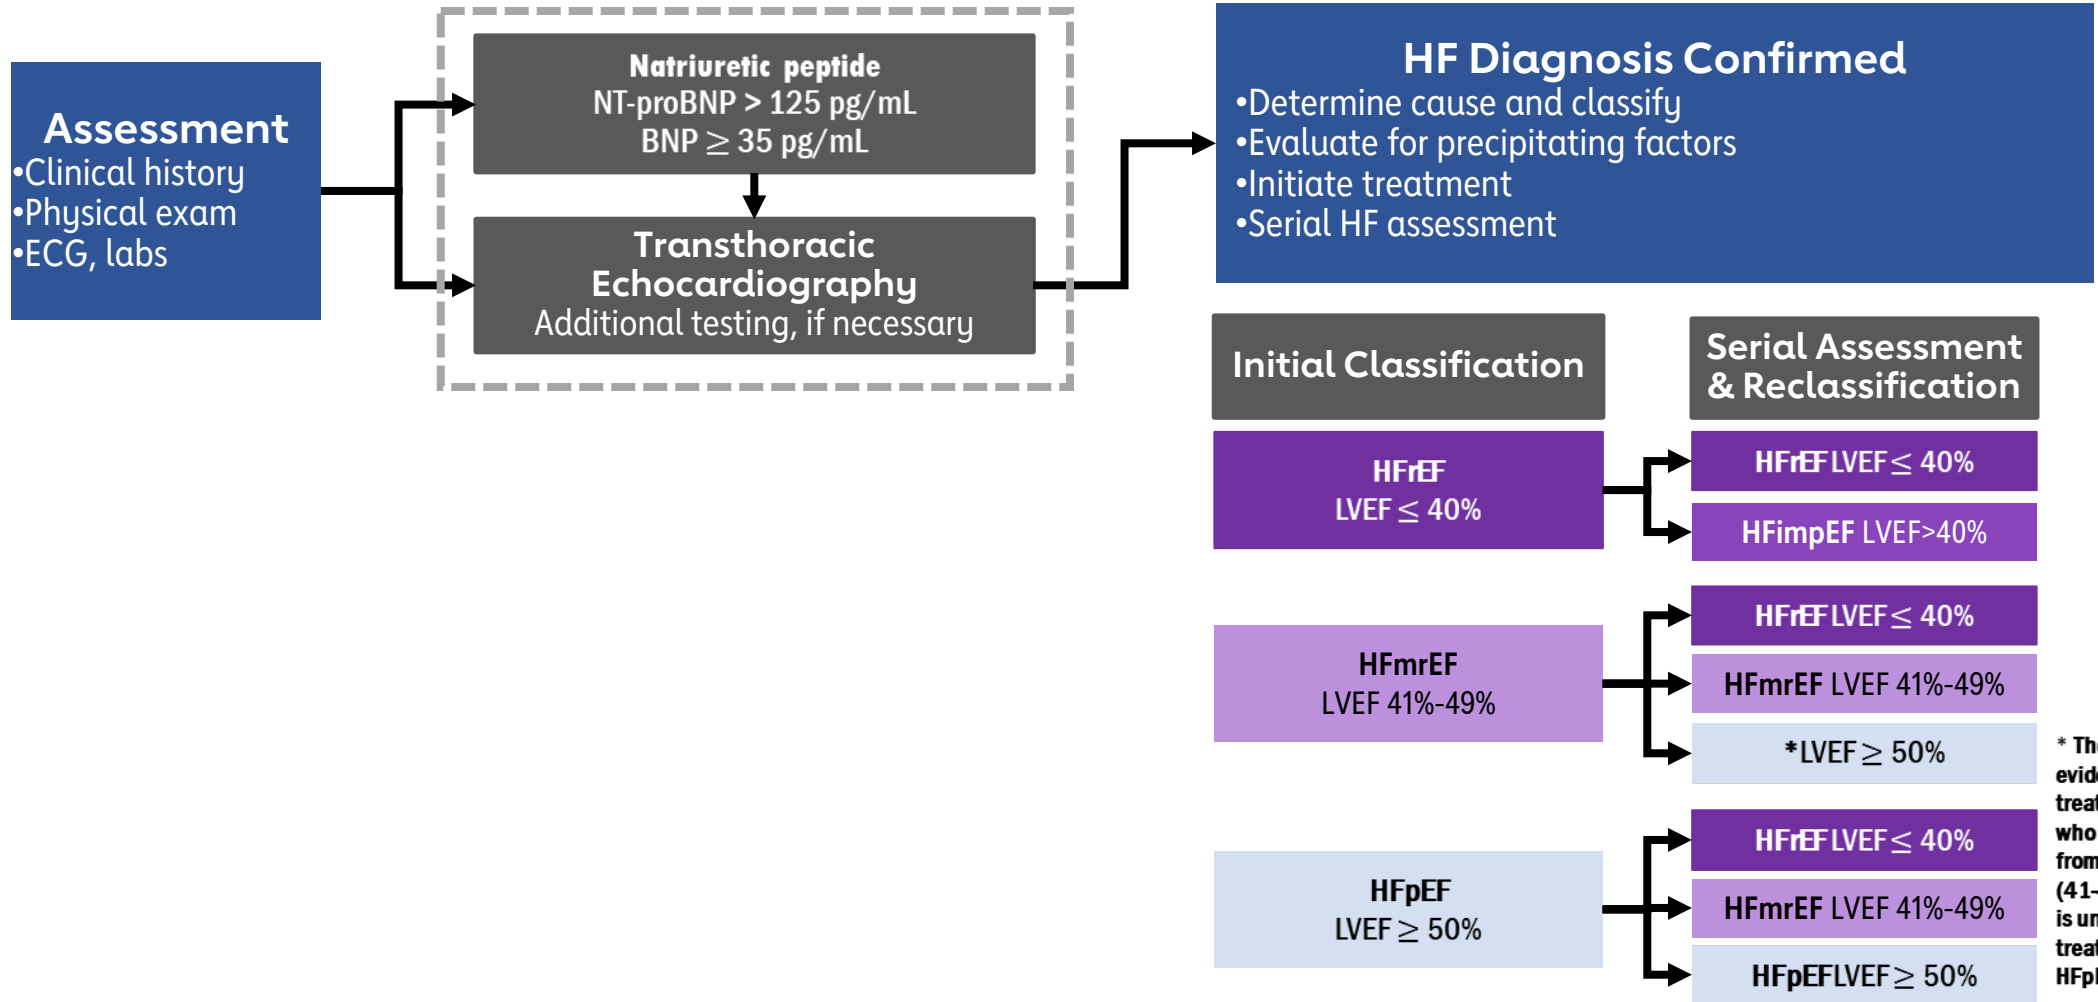 Assessment
•Clinical history
•Physical exam
•ECG, labs
Natriuretic peptide
NT-proBNP > 125 pg/mL
BNP ≥ 35 pg/mL
Transthoracic
Echocardiography
Additional testing, if necessary
HF Diagnosis Confirmed
•Determine cause and classify
•Evaluate for precipitating factors
•Initiate treatment
•Serial HF assessment
Initial Classification
Serial Assessment
& Reclassification
HFrEF
LVEF ≤ 40%
HFrEF LVEF ≤ 40%
HFimpEF LVEF>40%
HFmrEF
LVEF 41%-49%
HFrEF LVEF ≤ 40%
HFmrEF LVEF 41%-49%
*LVEF ≥ 50%
HFpEF
LVEF ≥ 50%
HFrEF LVEF ≤ 40%
HFmrEF LVEF 41%-49%
HFpEF LVEF ≥ 50%
*
who
from
(41-
is